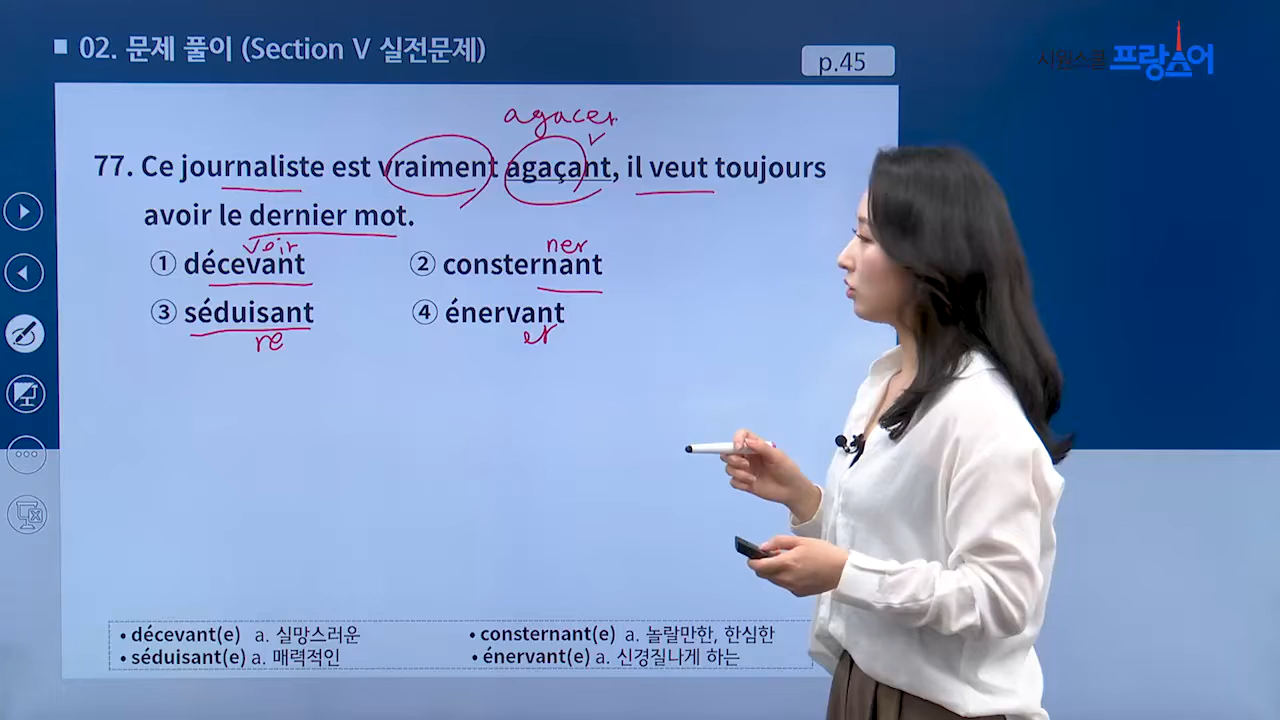 02. 문제 풀이 (Section V 실전문제)
p.45
시원스쿨 프랑스어
agacer
77. Ce journaliste est vraiment agaçant, il veut toujours
avoir le dernier mot.
voir
ner
① décevant ② consternant
③ séduisant ④ énervant
re
er
• décevant(e) a. 실망스러운 • consternant(e) a. 놀랄만한, 한심한
• séduisant(e) a. 매력적인 • énervant(e) a. 신경질나게 하는